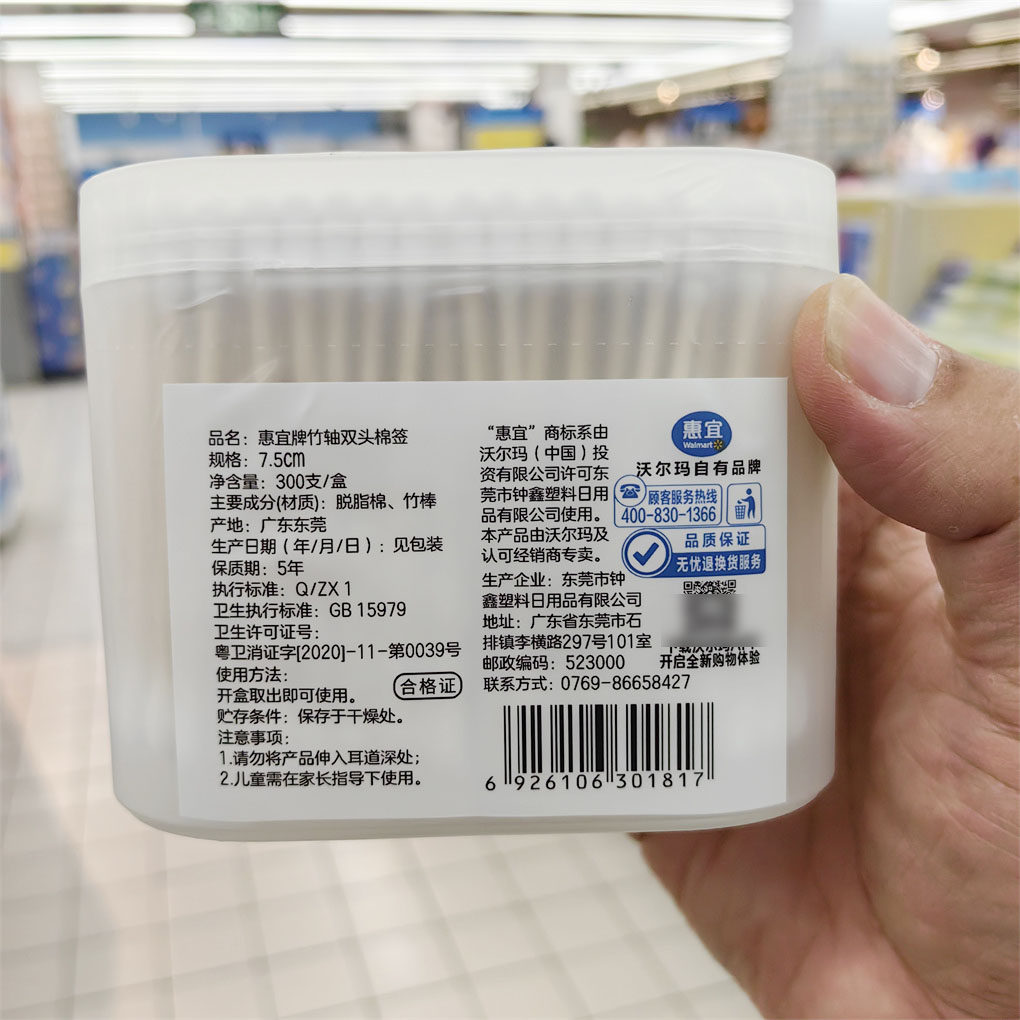 品名：惠宜牌竹轴双头棉签
规格：7.5cm
净含量：300支/盒
主要成分(材质)：脱脂棉、竹棒
产地：广东东莞
生产日期（年/月/日）：见包装
保质期：5年
执行标准：Q/ZX 1
卫生执行标准：GB 15979
卫生许可证号：
粤卫消证字[2020]-11-第0039号
使用方法：
开盒取出即可使用。
合格证
贮存条件：保存于干燥处。
注意事项：
1.请勿将产品伸入耳道深处；
2.儿童需在家长指导下使用。
“惠宜”商标系由
沃尔玛（中国）投
资有限公司许可东
莞市钟鑫塑料日用
品有限公司使用。
本产品由沃尔玛及
认可经销商专卖。
生产企业：东莞市钟
鑫塑料日用品有限公司
地址：广东省东莞市石
排镇李横路297号101室
邮政编码：523000
联系方式：0769-86658427
惠宜
Walmart
沃尔玛自有品牌
顾客服务热线
400-830-1366
品质保证
无忧退换货服务
开启全新购物体验
6 926106 301817